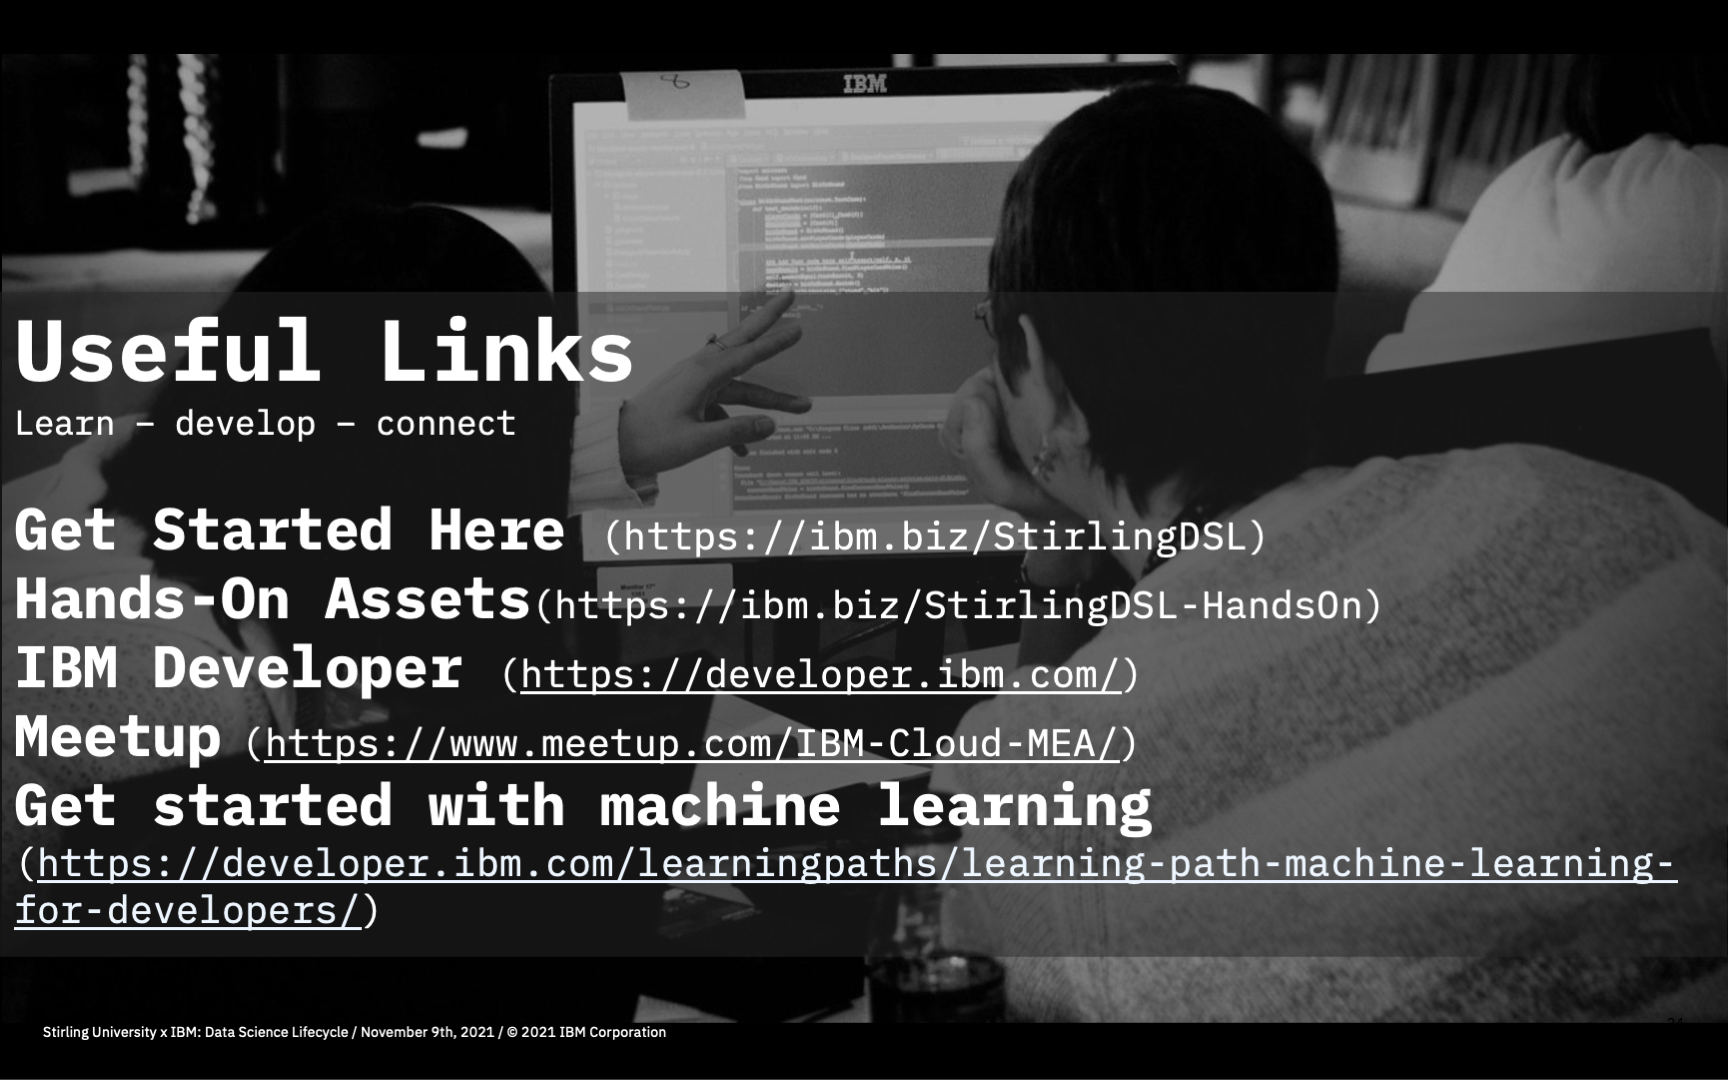 8
IBM
Useful Links
Learn – develop – connect
Get Started Here (https://ibm.biz/StirlingDSL)
Hands-On Assets(https://ibm.biz/StirlingDSL-HandsOn)
IBM Developer (https://developer.ibm.com/)
Meetup (https://www.meetup.com/IBM-Cloud-MEA/)
Get started with machine learning
(https://developer.ibm.com/learningpaths/learning-path-machine-learning-
for-developers/)
Stirling University x IBM: Data Science Lifecycle / November 9th, 2021 / © 2021 IBM Corporation